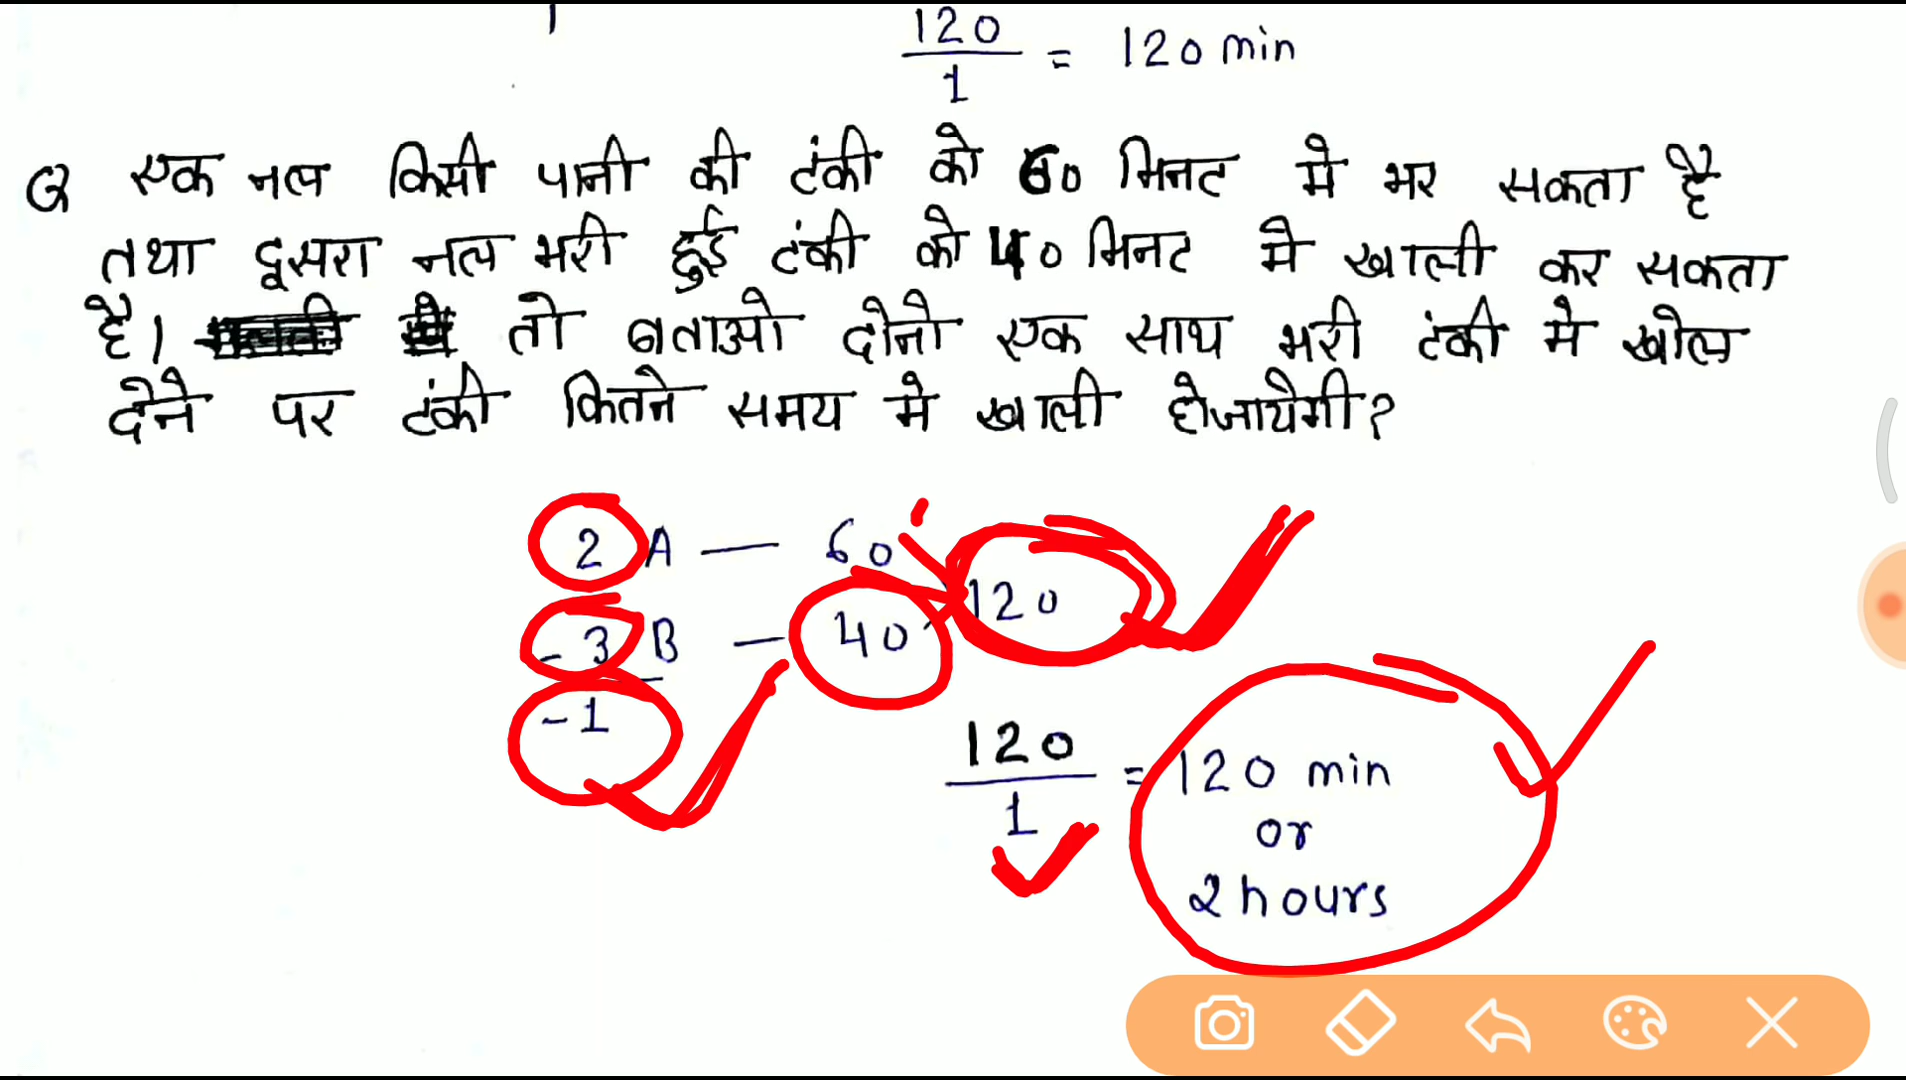 120
1 = 120 min
Q एक नल किसी पानी की टंकी को 60 मिनट मे भर सकता है
तथा दूसरा नल भरी हुई टंकी को 40 मिनट मे खाली कर सकता
है। तो बताओ दोनो एक साथ भरी टंकी मे खोल
देने पर टंकी कितने समय मे खाली होजायेगी?
2 A — 60
120
- 3 B — 40
- 1
120
1 = 120 min
or
2 hours